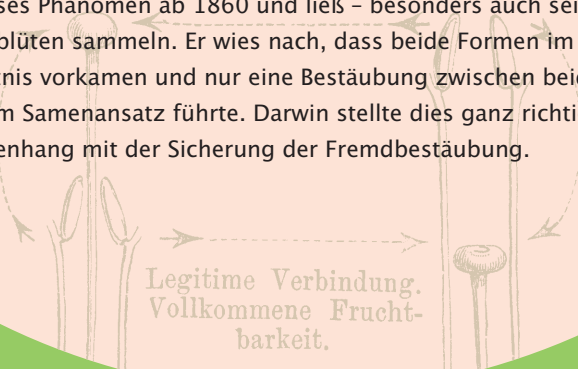 ses Phänomen ab 1860 und ließ – besonders auch sei
blüten sammeln. Er wies nach, dass beide Formen im
tnis vorkamen und nur eine Bestäubung zwischen bei
m Samenansatz führte. Darwin stellte dies ganz richti
enhang mit der Sicherung der Fremdbestäubung.
Legitime Verbindung.
Vollkommene Frucht-
barkeit.